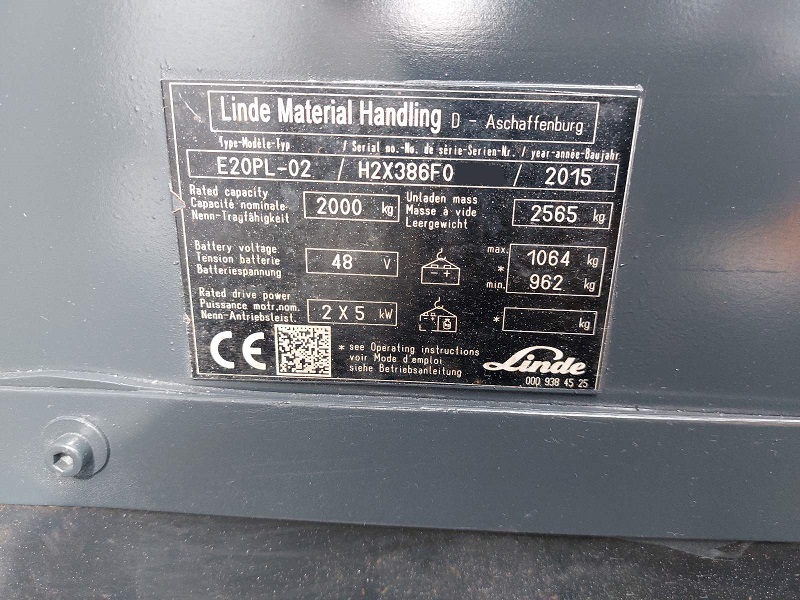 Linde Material Handling D - Aschaffenburg
Type-Modèle-Typ / Serial no.-No. de série-Serien-Nr. / year-année-Baujahr
E20PL-02 / H2X386F0 / 2015
Rated capacity
Capacité nominale
Nenn-Tragfähigkeit
2000 kg
Unladen mass
Masse à vide
Leergewicht
2565 kg
Battery voltage
Tension batterie
Batteriespannung
48 V
- +
max. 1064 kg
*
min. 962 kg
Rated drive power
Puissance motr.nom.
Nenn-Antriebsleist.
2 X 5 kW
* kg
CE
* see Operating instructions
voir Mode d'emploi
siehe Betriebsanleitung
Linde
000 938 45 25